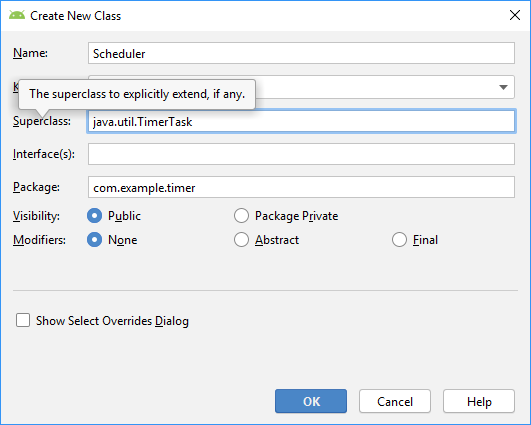 Create New Class
Name: Scheduler
The superclass to explicitly extend, if any.
Superclass: java.util.TimerTask
Interface(s):
Package: com.example.timer
Visibility: Public Package Private
Modifiers: None Abstract Final
Show Select Overrides Dialog
OK Cancel Help